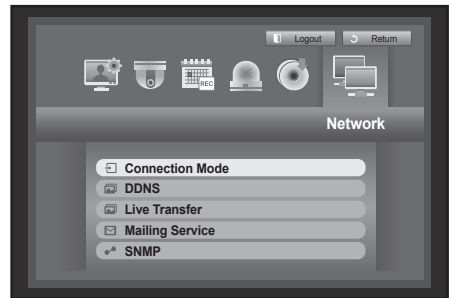 Logout Return
REC
Network
Connection Mode
DDNS
Live Transfer
Mailing Service
SNMP